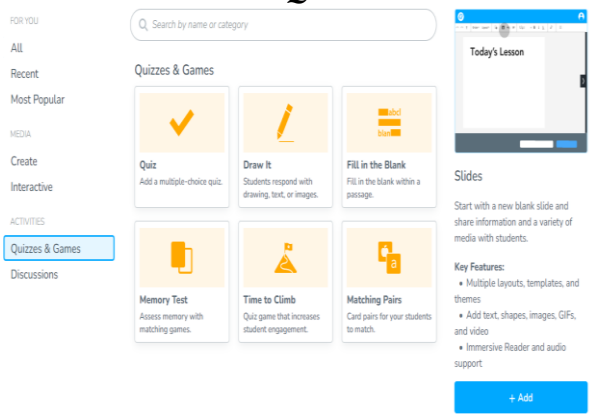 FOR YOU
All
Recent
Most Popular
MEDIA
Create
Interactive
ACTIVITIES
Quizzes & Games
Discussions
Search by name or category
Quizzes & Games
Quiz
Add a multiple-choice quiz.
Draw It
Students respond with
drawing, text, or images.
Fill in the Blank
Fill in the blank within a
passage.
Memory Test
Assess memory with
matching games.
Time to Climb
Quiz game that increases
student engagement.
a
Matching Pairs
Card pairs for your students
to match.
Today's Lesson
Slides
Start with a new blank slide and
share information and a variety of
media with students.
Key Features:
• Multiple layouts, templates, and
themes
• Add text, shapes, images, GIFs,
and video
• Immersive Reader and audio
support
+ Add